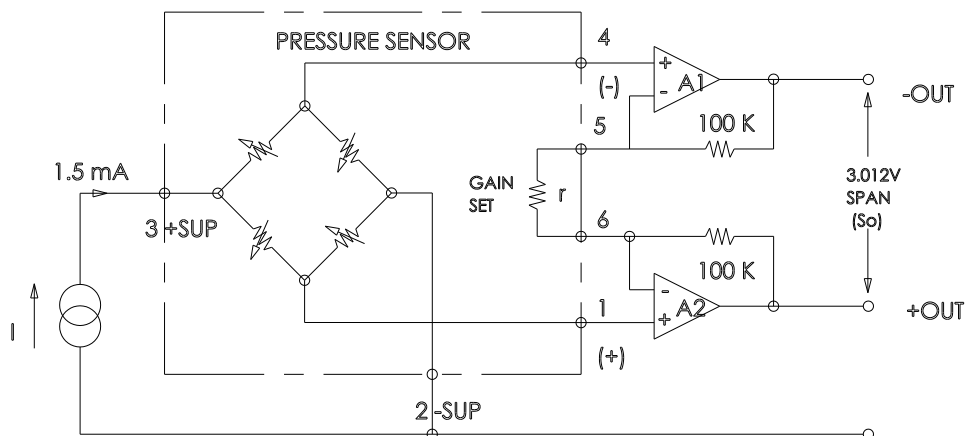 PRESSURE SENSOR
4
(-)
+
-
A1
-OUT
100 K
5
1.5 mA
GAIN
SET
r
3.012V
SPAN
(So)
3 +SUP
6
100 K
-
+
A2
+OUT
1
(+)
I
2 -SUP